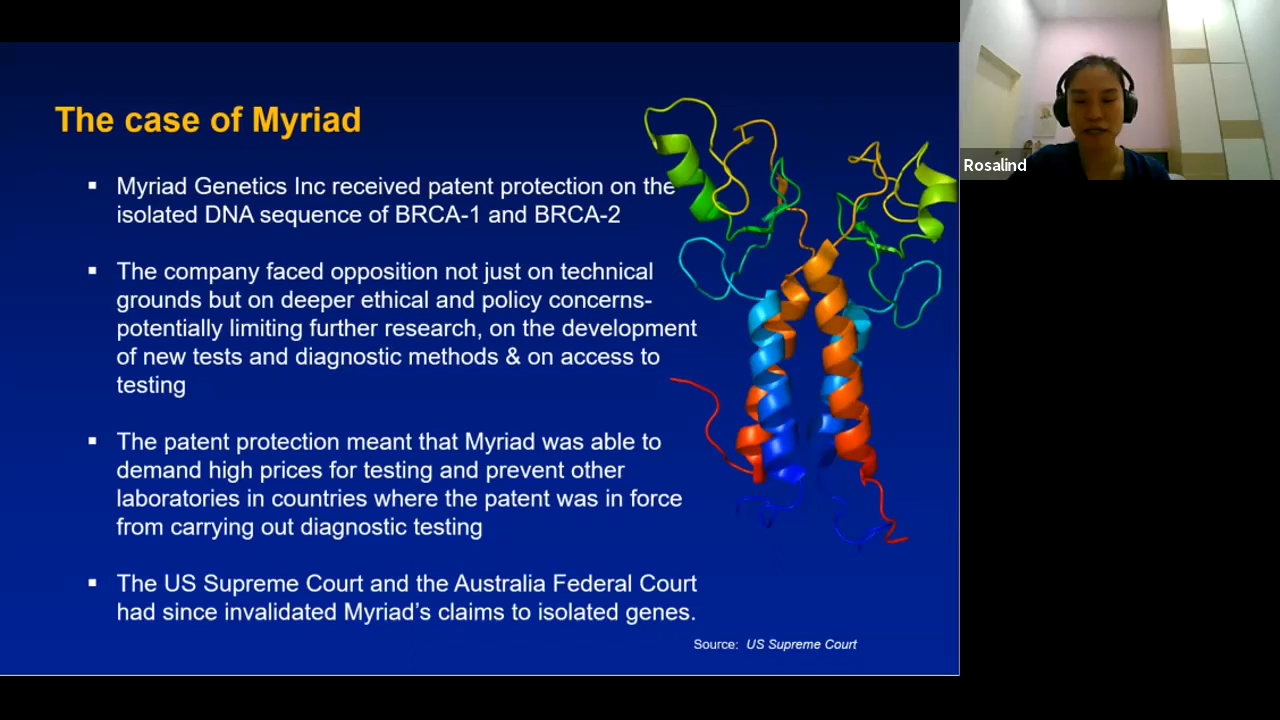 The case of Myriad
▪ Myriad Genetics Inc received patent protection on the
isolated DNA sequence of BRCA-1 and BRCA-2
▪ The company faced opposition not just on technical
grounds but on deeper ethical and policy concerns-
potentially limiting further research, on the development
of new tests and diagnostic methods & on access to
testing
▪ The patent protection meant that Myriad was able to
demand high prices for testing and prevent other
laboratories in countries where the patent was in force
from carrying out diagnostic testing
▪ The US Supreme Court and the Australia Federal Court
had since invalidated Myriad’s claims to isolated genes.
Source: US Supreme Court
Rosalind